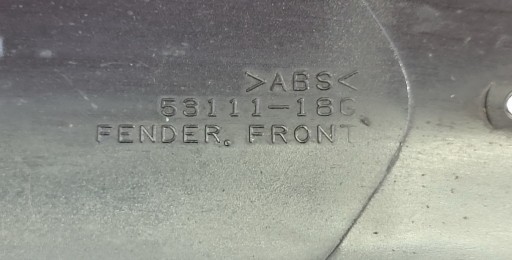 >ABS<
53111-18C
FENDER. FRONT